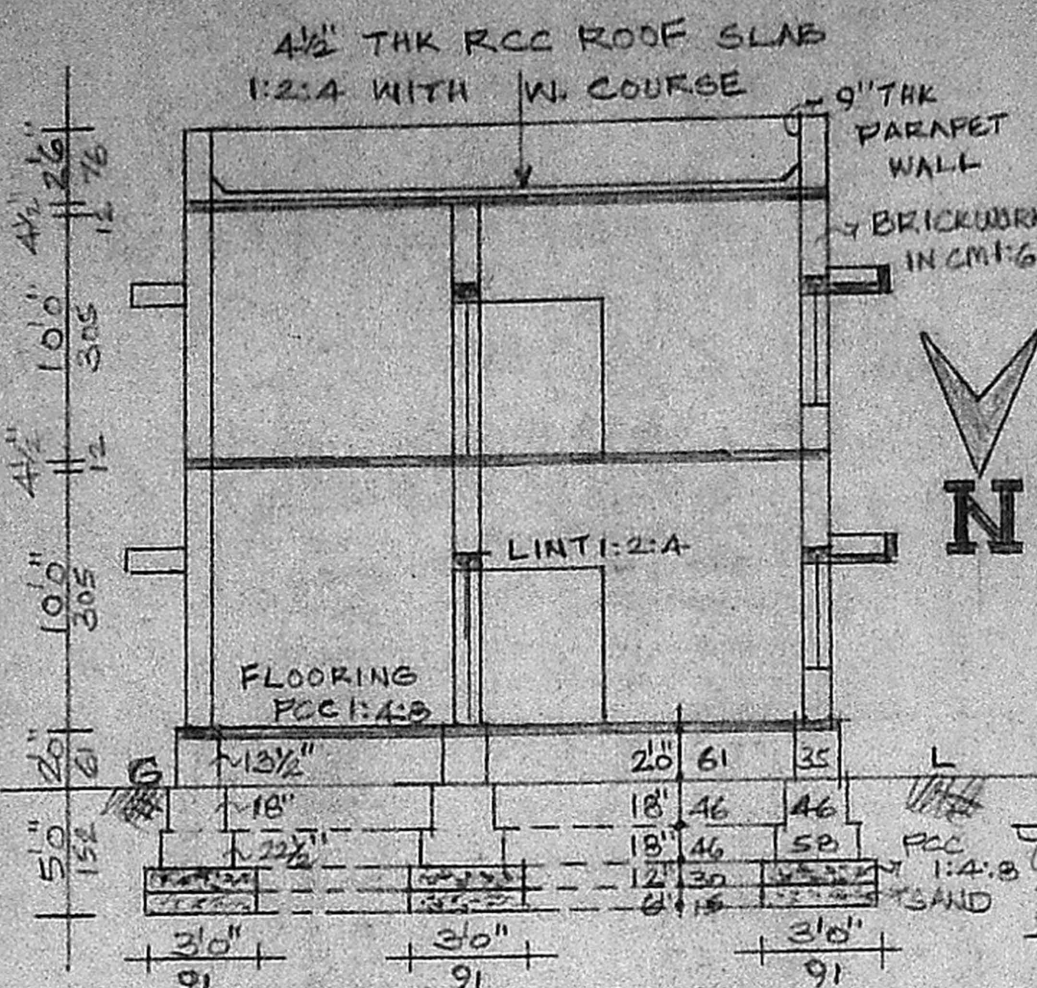 4½" THK RCC ROOF SLAB
1:2:4 WITH W. COURSE
9" THK
PARAPET
WALL
BRICKWORK
IN CM 1:6
2'6"
76
4½"
12
10'0"
305
4½"
12
10'0"
305
2'0"
61
5'0"
152
N
LINT 1:2:4
FLOORING
PCC 1:4:8
G
13½"
2'0" 61
35
L
18"
18" 46
46
22½"
18" 46
58
PCC
1:4:8
12" 30
6" 15
SAND
3'0"
91
3'0"
91
3'0"
91